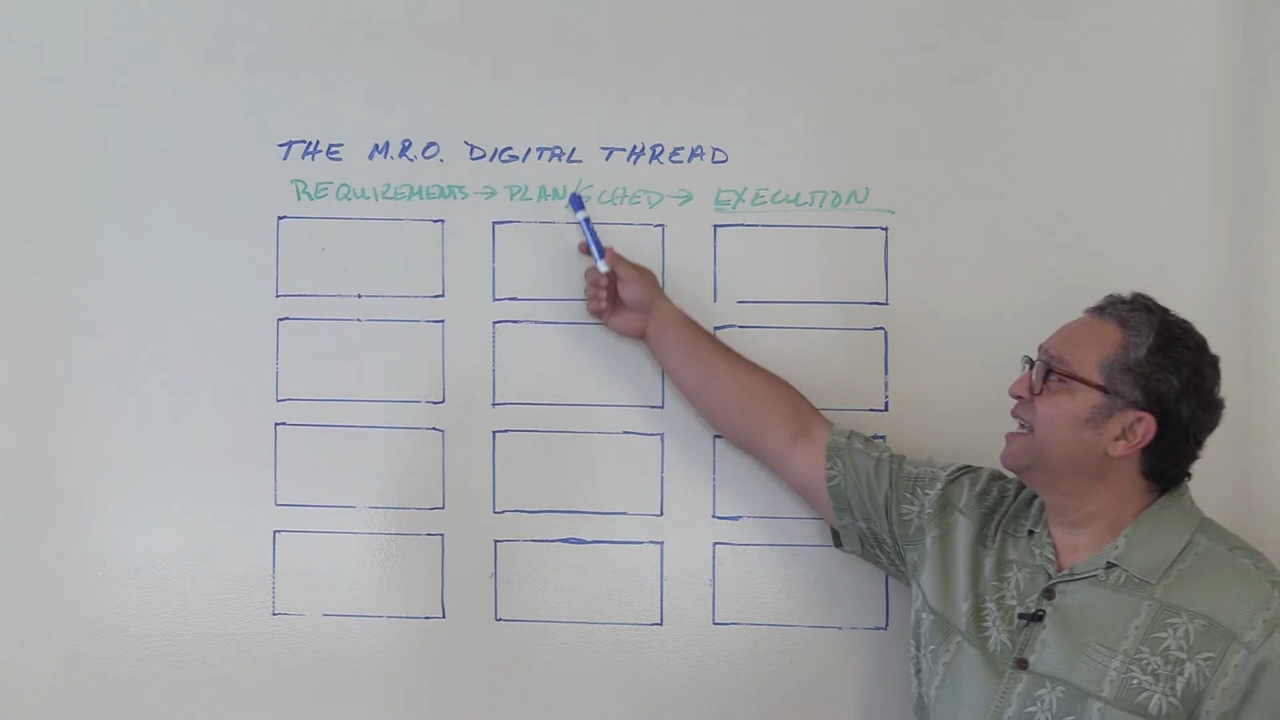 THE M.R.O. DIGITAL THREAD
REQUIREMENTS → PLAN/SCHED → EXECUTION